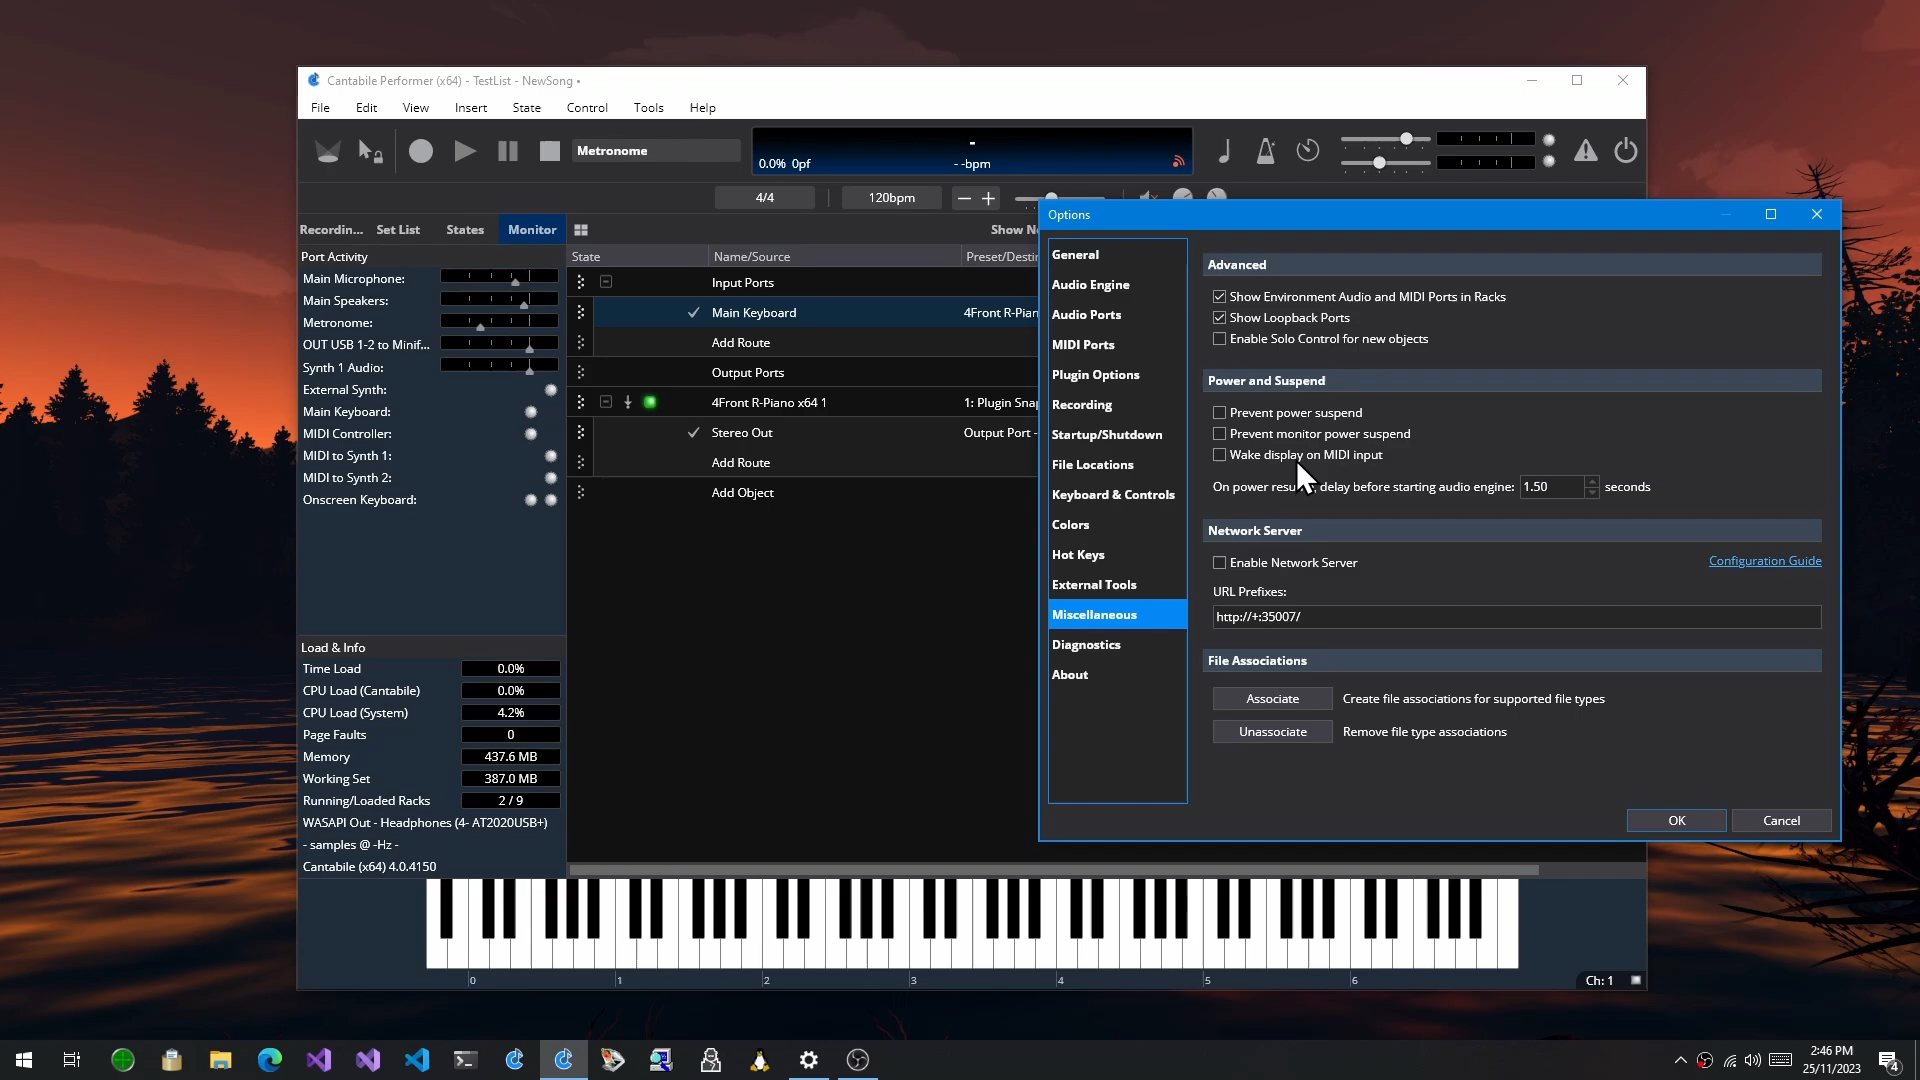 Cantabile Performer (x64) - TestList - NewSong •
File Edit View Insert State Control Tools Help
Metronome
-
0.0% 0pf - -bpm
4/4 120bpm
Recordin... Set List States Monitor
Port Activity
Main Microphone:
Main Speakers:
Metronome:
OUT USB 1-2 to Minif...
Synth 1 Audio:
External Synth:
Main Keyboard:
MIDI Controller:
MIDI to Synth 1:
MIDI to Synth 2:
Onscreen Keyboard:
Load & Info
Time Load 0.0%
CPU Load (Cantabile) 0.0%
CPU Load (System) 4.2%
Page Faults 0
Memory 437.6 MB
Working Set 387.0 MB
Running/Loaded Racks 2 / 9
WASAPI Out - Headphones (4- AT2020USB+)
- samples @ -Hz -
Cantabile (x64) 4.0.4150
Show
State Name/Source
Input Ports
Main Keyboard 4Front
Add Route
Output Ports
4Front R-Piano x64 1 1: Plugin
Stereo Out Output Port -
Add Route
Add Object
Options
General
Audio Engine
Audio Ports
MIDI Ports
Plugin Options
Recording
Startup/Shutdown
File Locations
Keyboard & Controls
Colors
Hot Keys
External Tools
Miscellaneous
Diagnostics
About
Advanced
Show Environment Audio and MIDI Ports in Racks
Show Loopback Ports
Enable Solo Control for new objects
Power and Suspend
Prevent power suspend
Prevent monitor power suspend
Wake display on MIDI input
On power delay before starting audio engine: 1.50 seconds
Network Server
Enable Network Server Configuration Guide
URL Prefixes:
http://+:35007/
File Associations
Associate Create file associations for supported file types
Unassociate Remove file type associations
OK Cancel
0 1 2 3 4 5 6
Ch: 1
2:46 PM
25/11/2023
4